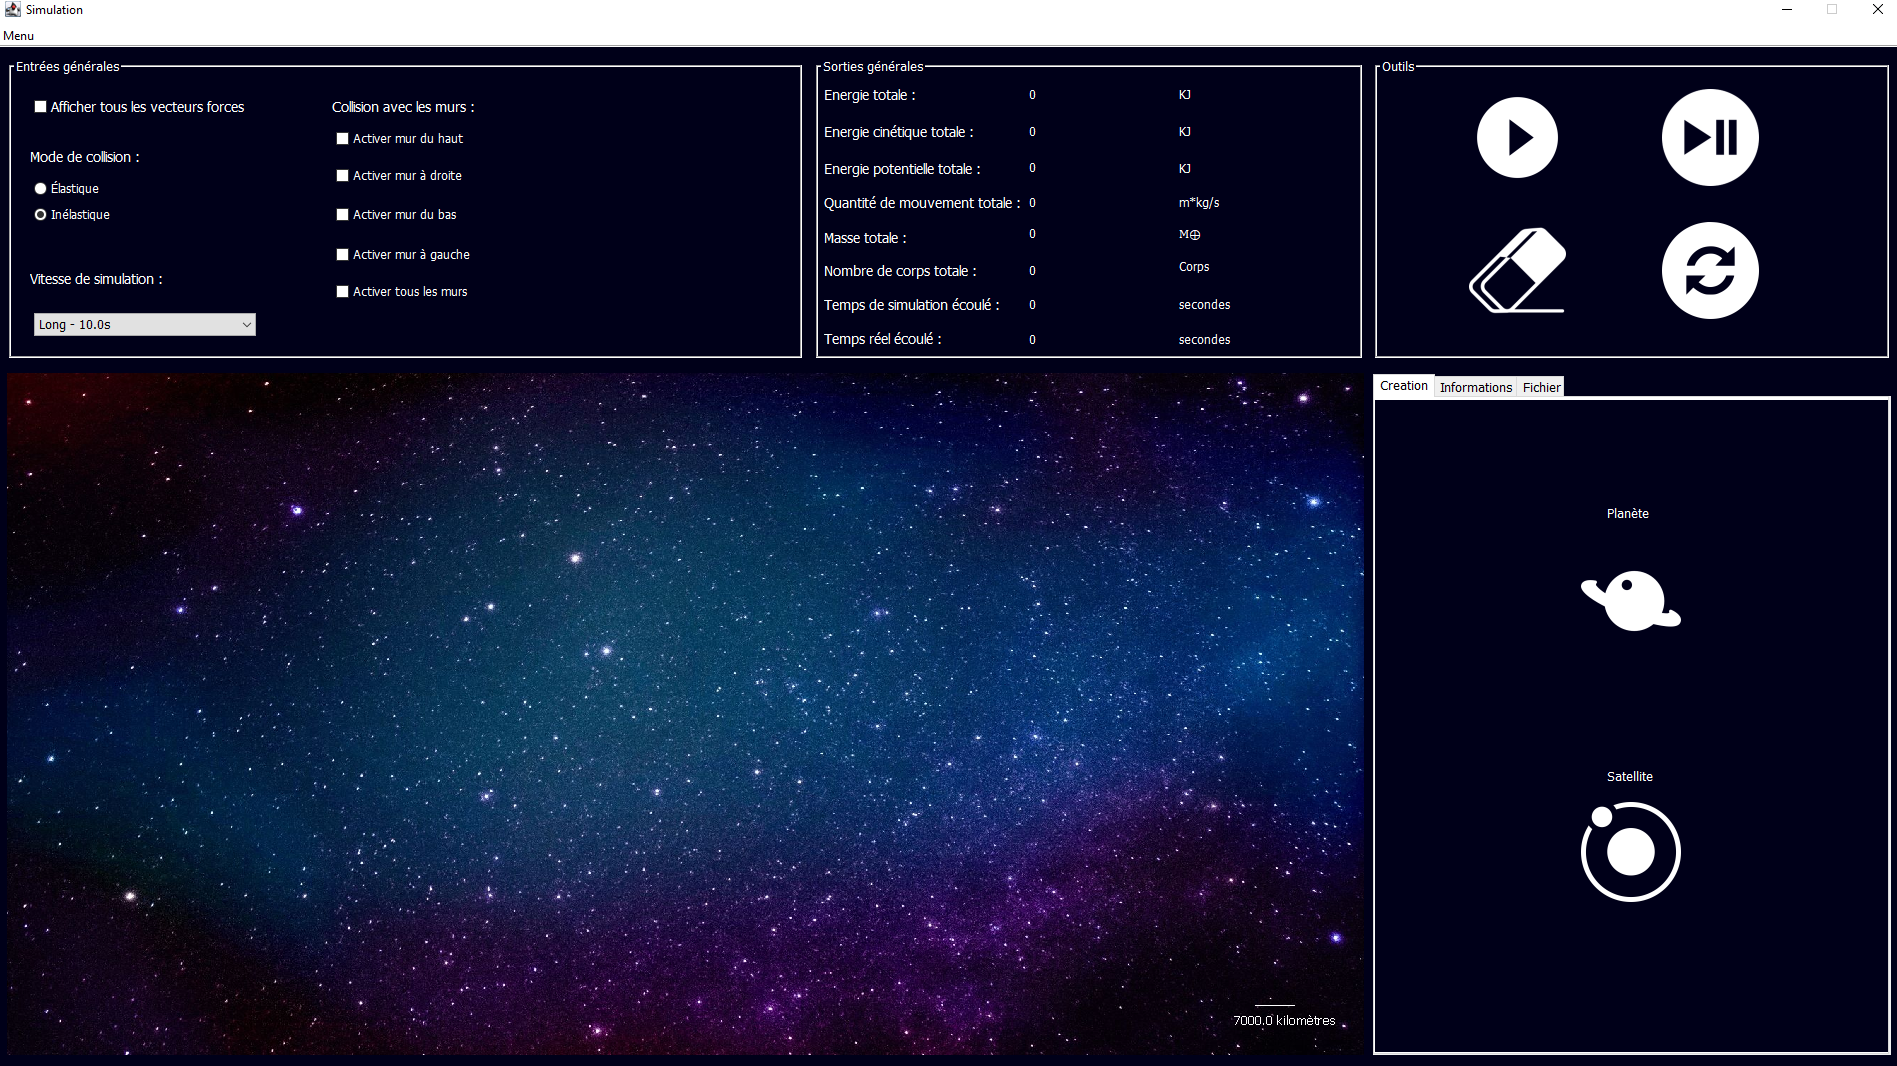 Simulation
Menu
Entrées générales
Afficher tous les vecteurs forces
Mode de collision :
Élastique
Inélastique
Vitesse de simulation :
Long - 10.0s
Collision avec les murs :
Activer mur du haut
Activer mur à droite
Activer mur du bas
Activer mur à gauche
Activer tous les murs
Sorties générales
Energie totale : 0 KJ
Energie cinétique totale : 0 KJ
Energie potentielle totale : 0 KJ
Quantité de mouvement totale : 0 m*kg/s
Masse totale : 0 M⊕
Nombre de corps totale : 0 Corps
Temps de simulation écoulé : 0 secondes
Temps réel écoulé : 0 secondes
Outils
Creation Informations Fichier
Planète
Satellite
7000.0 kilomètres